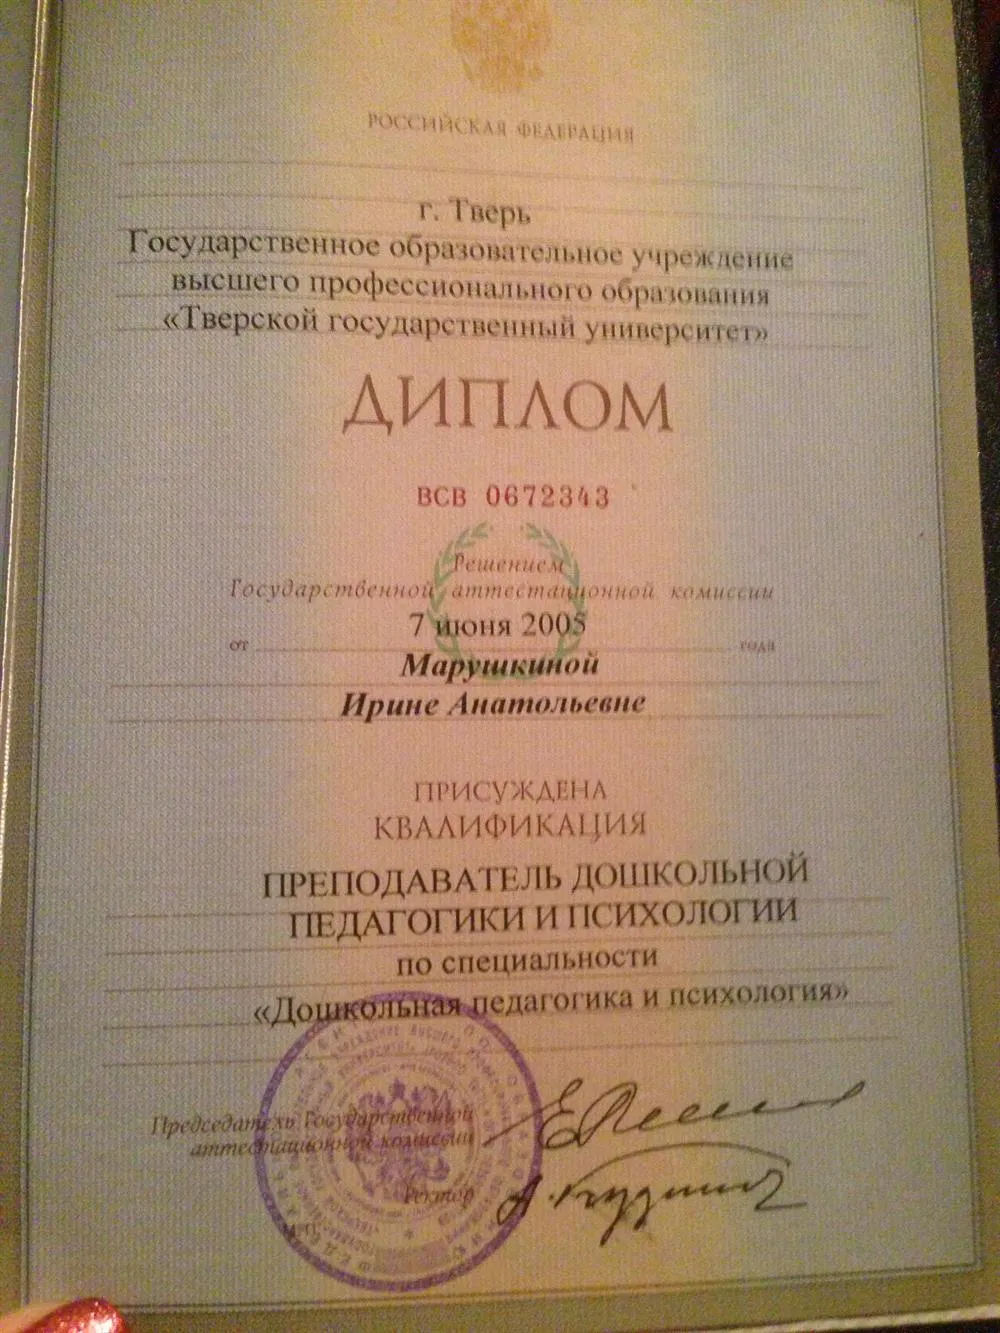 РОССИЙСКАЯ ФЕДЕРАЦИЯ
г. Тверь
Государственное образовательное учреждение
высшего профессионального образования
«Тверской государственный университет»
ДИПЛОМ
ВСВ 0672343
Решением
Государственной аттестационной комиссии
от 7 июня 2005 года
Марушкиной
Ирине Анатольевне
ПРИСУЖДЕНА
КВАЛИФИКАЦИЯ
ПРЕПОДАВАТЕЛЬ ДОШКОЛЬНОЙ
ПЕДАГОГИКИ И ПСИХОЛОГИИ
по специальности
«Дошкольная педагогика и психология»
Председатель Государственной
аттестационной комиссии
Ректор